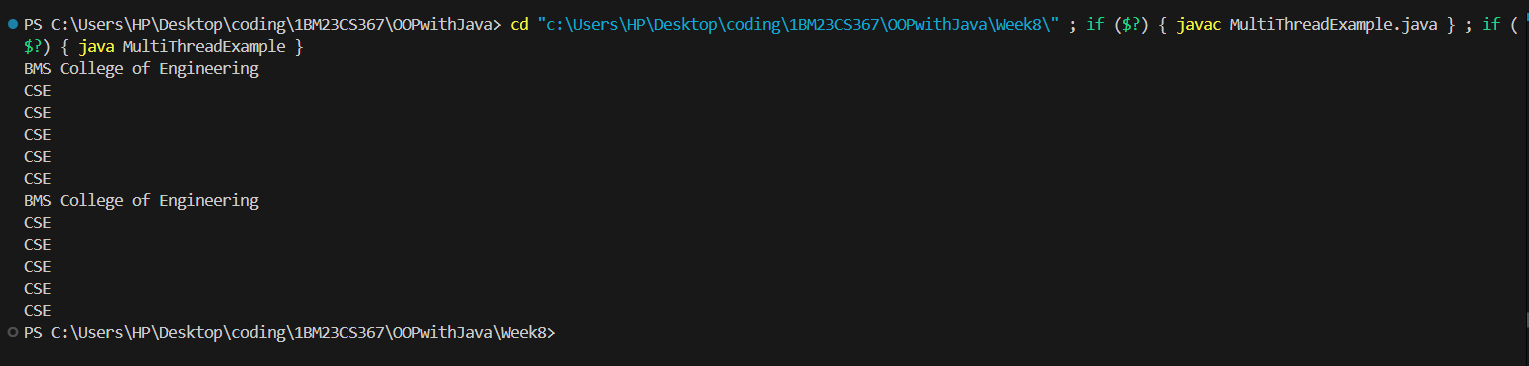 PS C:\Users\HP\Desktop\coding\1BM23CS367\OOPwithJava> cd "c:\Users\HP\Desktop\coding\1BM23CS367\OOPwithJava\Week8\" ; if ($?) { javac MultiThreadExample.java } ; if (
$?) { java MultiThreadExample }
BMS College of Engineering
CSE
CSE
CSE
CSE
CSE
BMS College of Engineering
CSE
CSE
CSE
CSE
CSE
PS C:\Users\HP\Desktop\coding\1BM23CS367\OOPwithJava\Week8>